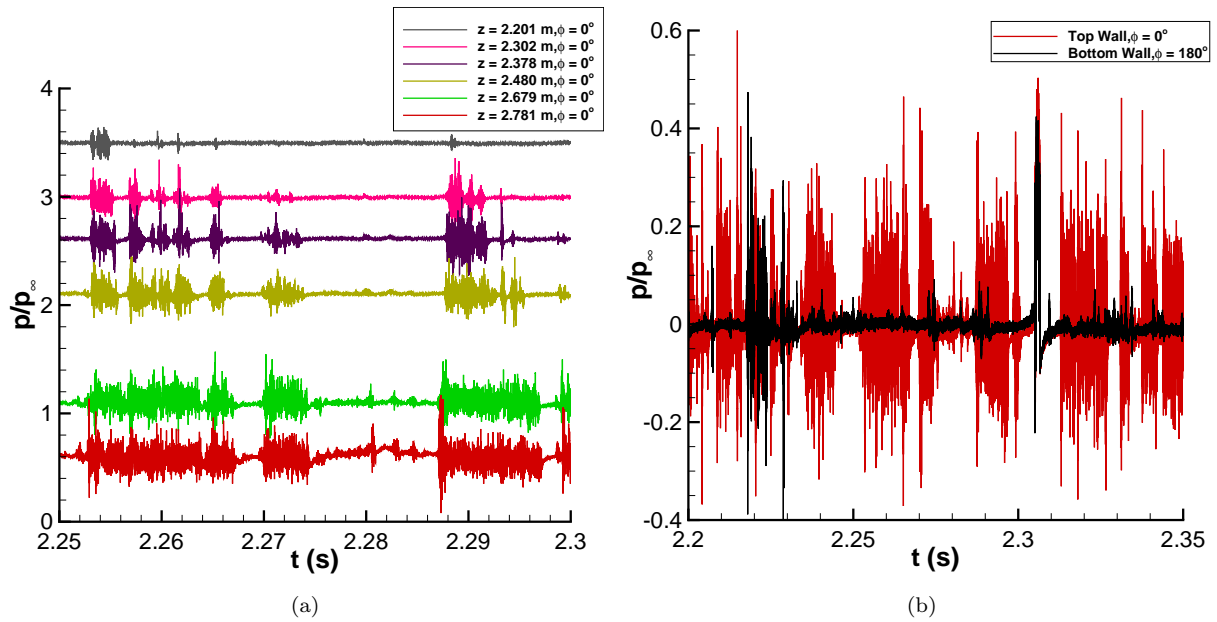 z = 2.201 m,ϕ = 0°
z = 2.302 m,ϕ = 0°
z = 2.378 m,ϕ = 0°
z = 2.480 m,ϕ = 0°
z = 2.679 m,ϕ = 0°
z = 2.781 m,ϕ = 0°
4
3
2
1
0
p/p∞
2.25
2.26
2.27
2.28
2.29
2.3
t (s)
(a)
Top Wall,ϕ = 0°
Bottom Wall,ϕ = 180°
0.6
0.4
0.2
0
-0.2
-0.4
p/p∞
2.2
2.25
2.3
2.35
t (s)
(b)